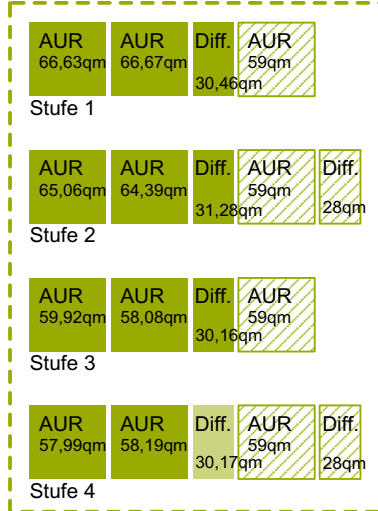 AUR AUR Diff. AUR
66,63qm 66,67qm 59qm
30,46qm
Stufe 1
AUR AUR Diff. AUR Diff.
65,06qm 64,39qm 59qm
31,28qm 28qm
Stufe 2
AUR AUR Diff. AUR
59,92qm 58,08qm 59qm
30,16qm
Stufe 3
AUR AUR Diff. AUR Diff.
57,99qm 58,19qm 59qm
30,17qm 28qm
Stufe 4